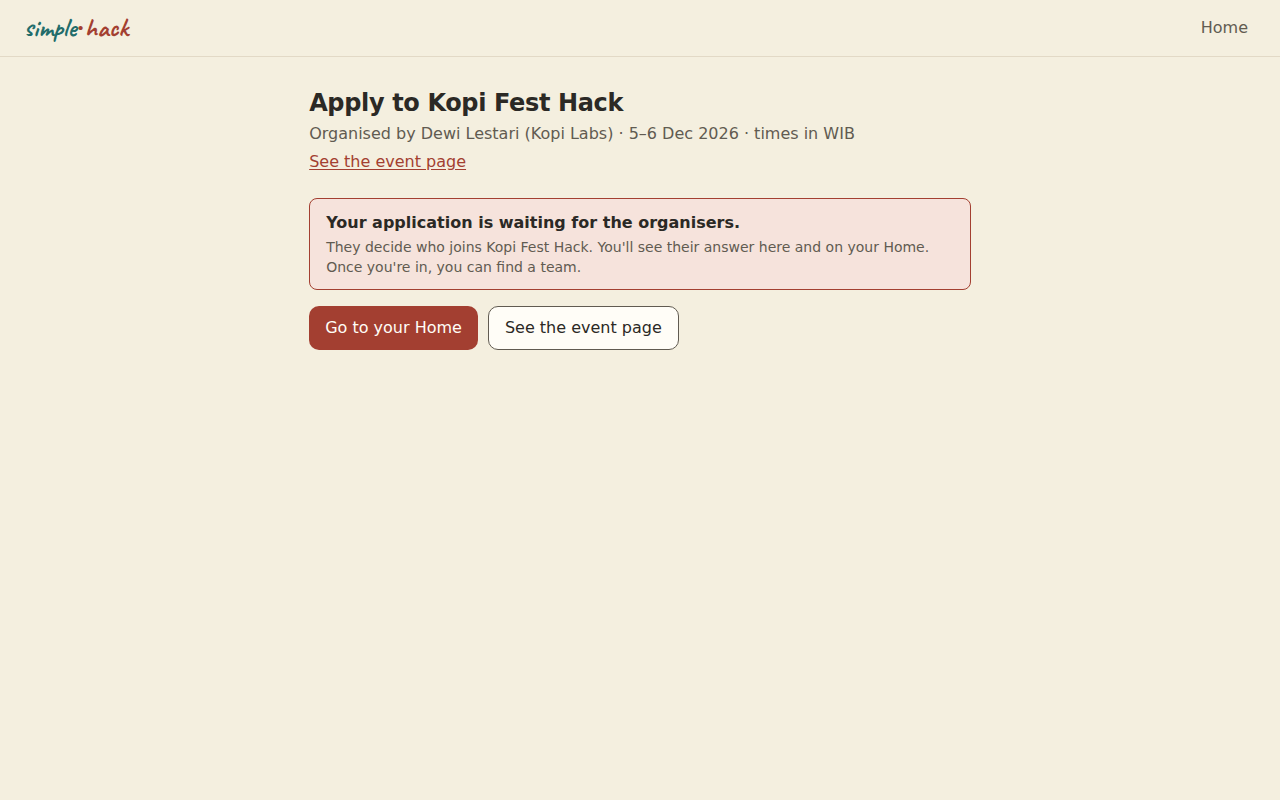 simple·hack
Home
Apply to Kopi Fest Hack
Organised by Dewi Lestari (Kopi Labs) · 5–6 Dec 2026 · times in WIB
See the event page
Your application is waiting for the organisers.
They decide who joins Kopi Fest Hack. You'll see their answer here and on your Home.
Once you're in, you can find a team.
Go to your Home
See the event page